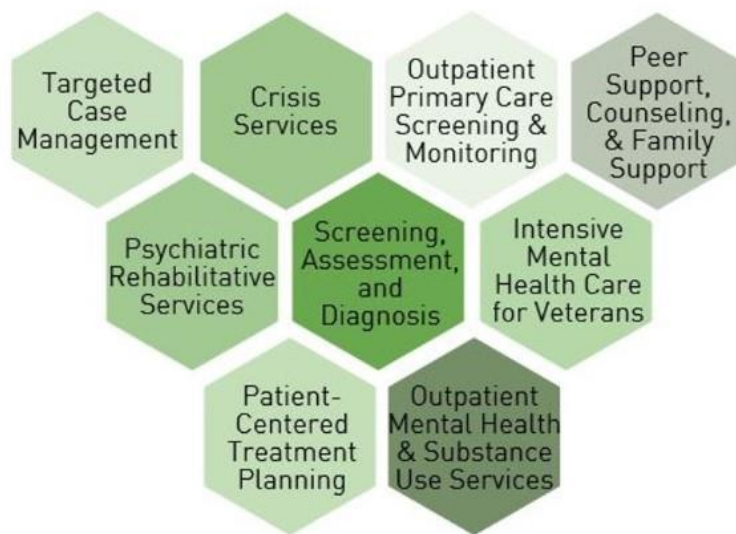 Targeted
Case
Management
Crisis
Services
Outpatient
Primary Care
Screening &
Monitoring
Peer
Support,
Counseling,
& Family
Support
Psychiatric
Rehabilitative
Services
Screening,
Assessment,
and
Diagnosis
Intensive
Mental
Health Care
for Veterans
Patient-
Centered
Treatment
Planning
Outpatient
Mental Health
& Substance
Use Services